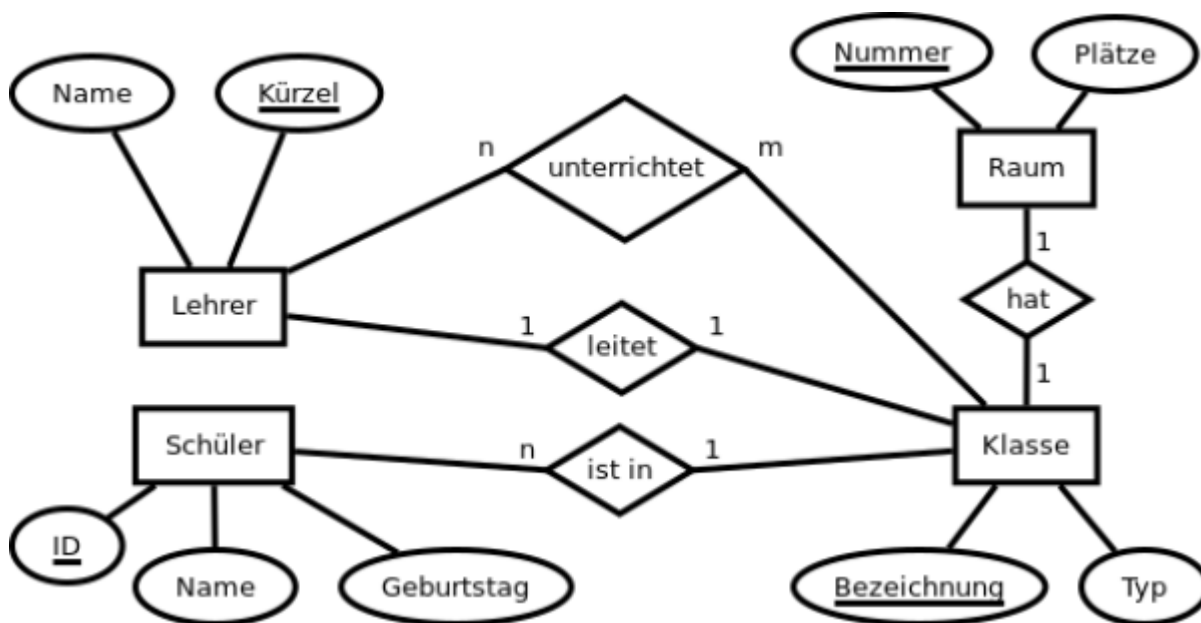 Nummer
Plätze
Name
Kürzel
n
unterrichtet
m
Raum
1
hat
1
Lehrer
1
leitet
1
Schüler
n
ist in
1
Klasse
ID
Name
Geburtstag
Bezeichnung
Typ